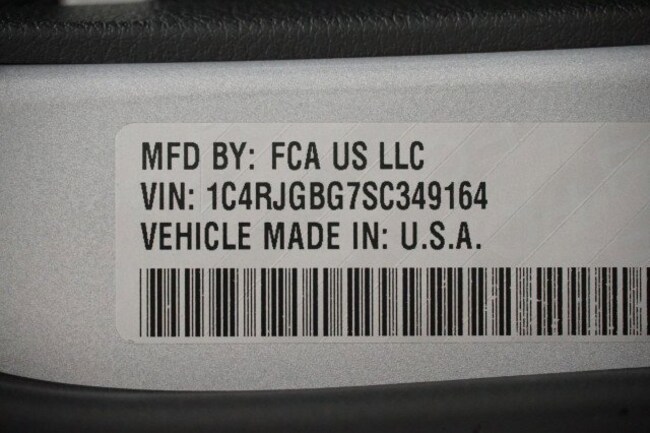 MFD BY: FCA US LLC
VIN: 1C4RJGBG7SC349164
VEHICLE MADE IN: U.S.A.